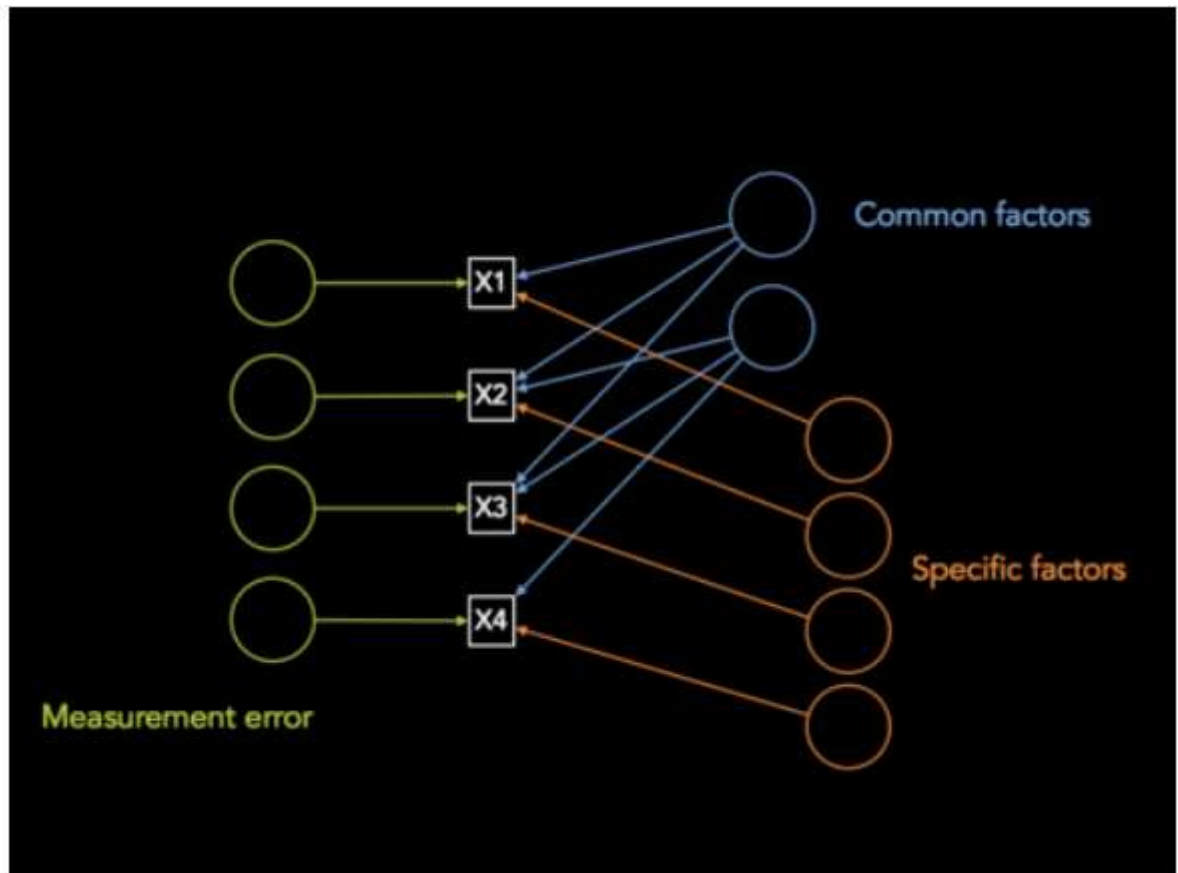 Common factors
X1
X2
X3
Specific factors
X4
Measurement error